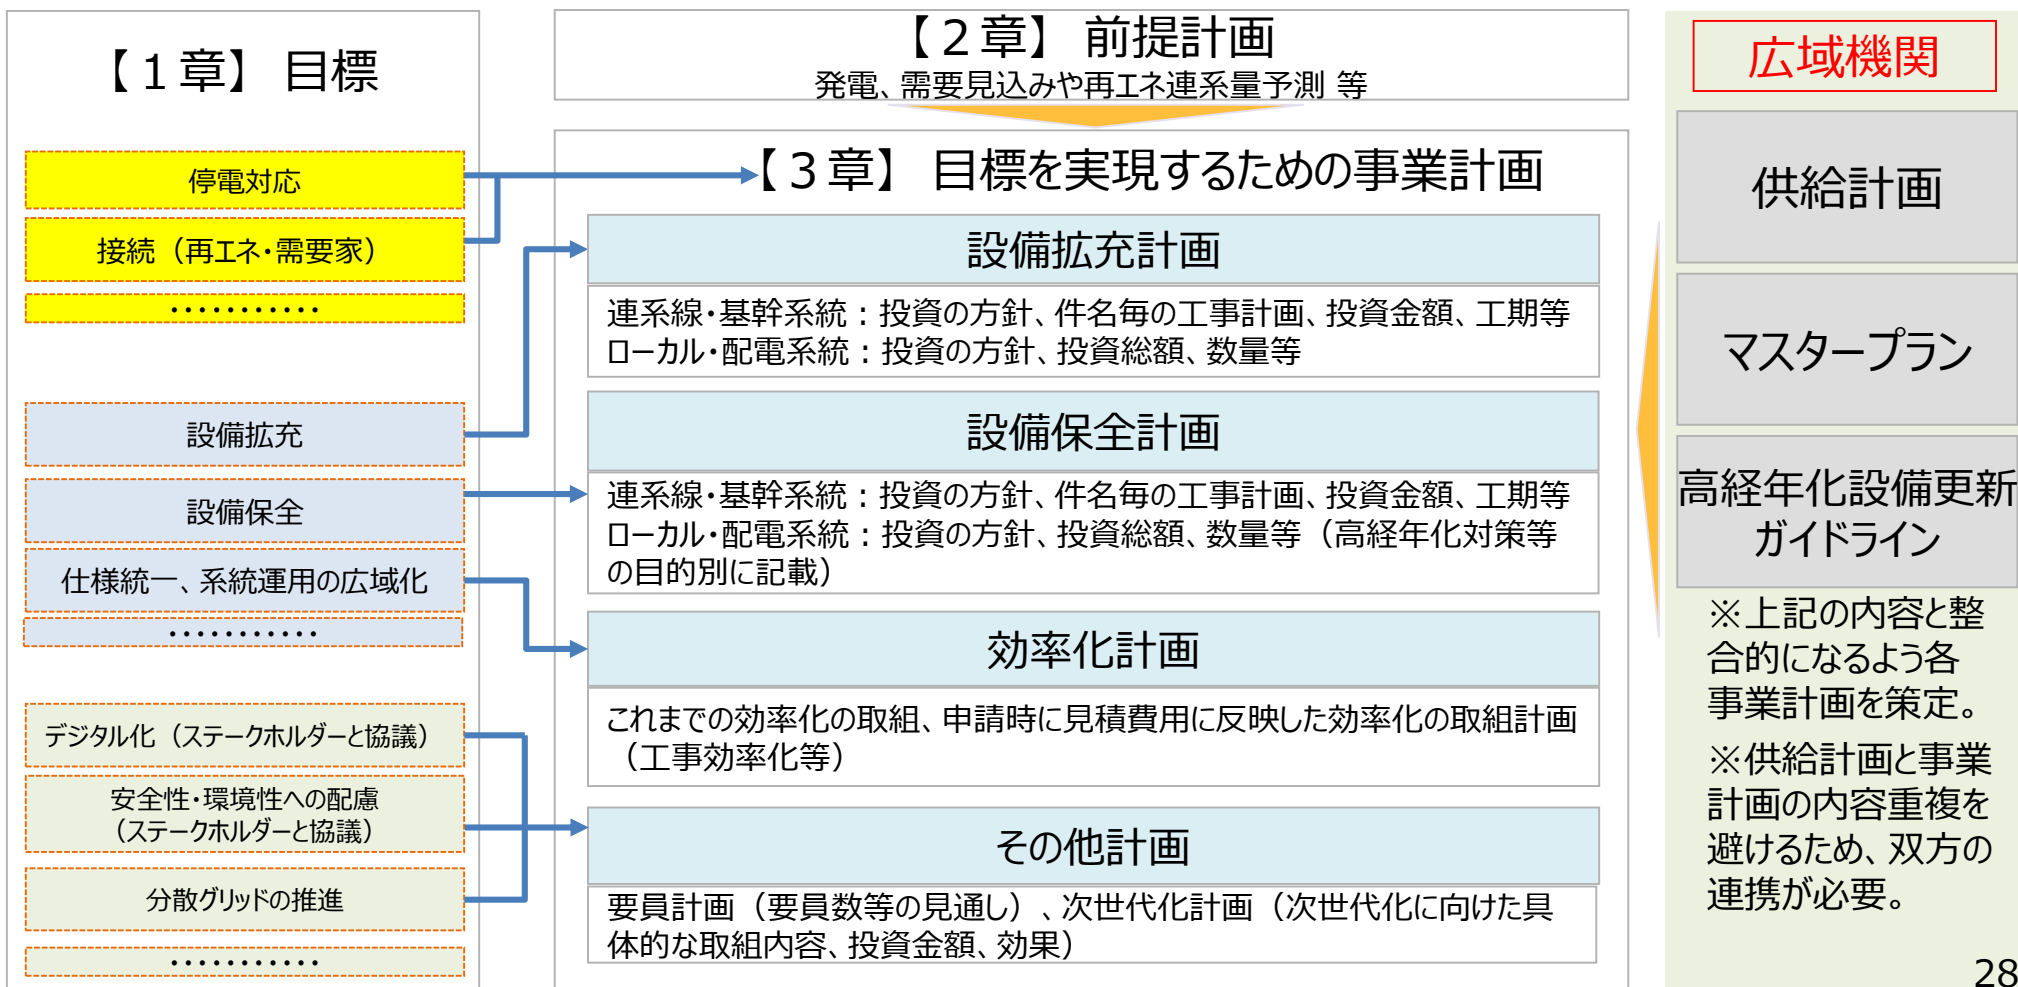 【１章】 目標
停電対応
接続（再エネ・需要家）
・・・・・・・・・・・
設備拡充
設備保全
仕様統一、系統運用の広域化
・・・・・・・・・・・
デジタル化（ステークホルダーと協議）
安全性・環境性への配慮
（ステークホルダーと協議）
分散グリッドの推進
・・・・・・・・・・・
【２章】 前提計画
発電、需要見込みや再エネ連系量予測 等
【３章】 目標を実現するための事業計画
設備拡充計画
連系線・基幹系統：投資の方針、件名毎の工事計画、投資金額、工期等
ローカル・配電系統：投資の方針、投資総額、数量等
設備保全計画
連系線・基幹系統：投資の方針、件名毎の工事計画、投資金額、工期等
ローカル・配電系統：投資の方針、投資総額、数量等（高経年化対策等
の目的別に記載）
効率化計画
これまでの効率化の取組、申請時に見積費用に反映した効率化の取組計画
（工事効率化等）
その他計画
要員計画（要員数等の見通し）、次世代化計画（次世代化に向けた具
体的な取組内容、投資金額、効果）
広域機関
供給計画
マスタープラン
高経年化設備更新
ガイドライン
※上記の内容と整
合的になるよう各
事業計画を策定。
※供給計画と事業
計画の内容重複を
避けるため、双方の
連携が必要。
28